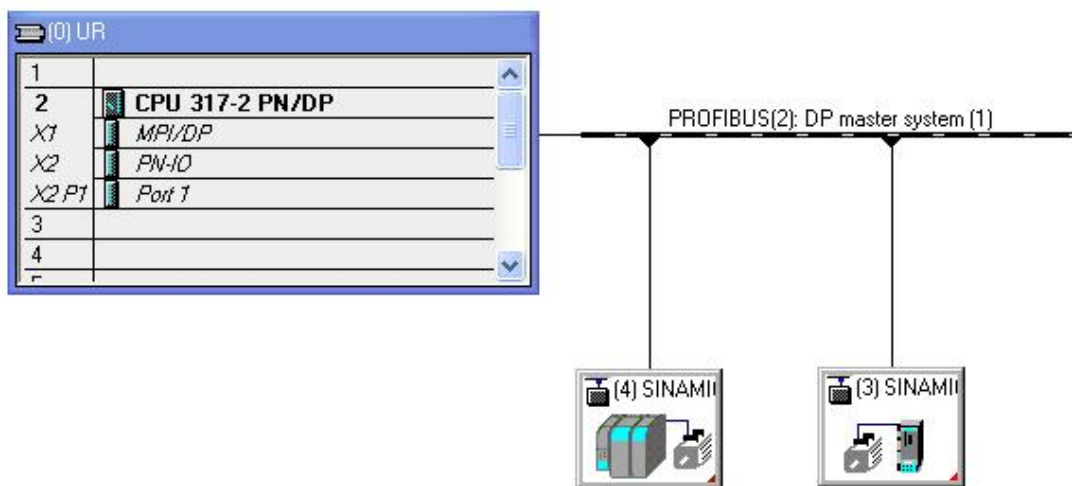 (0) UR
1
2 CPU 317-2 PN/DP
X1 MPI/DP
X2 PN-IO
X2 P1 Port 1
3
4
PROFIBUS(2): DP master system (1)
(4) SINAMI
(3) SINAMI